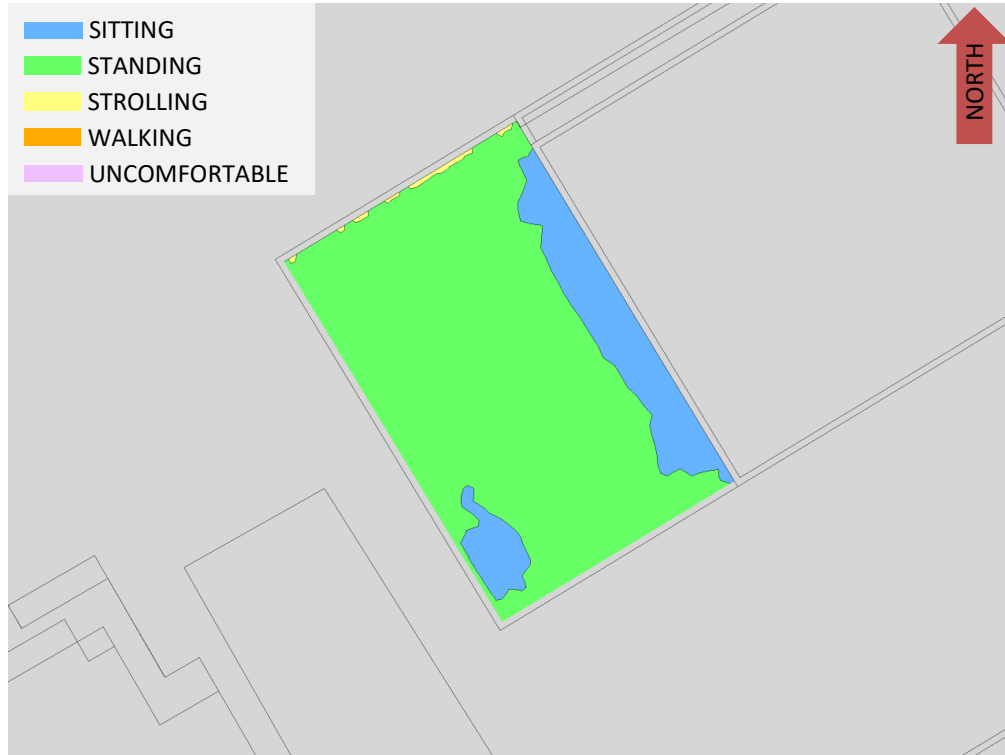 SITTING
STANDING
STROLLING
WALKING
UNCOMFORTABLE
NORTH